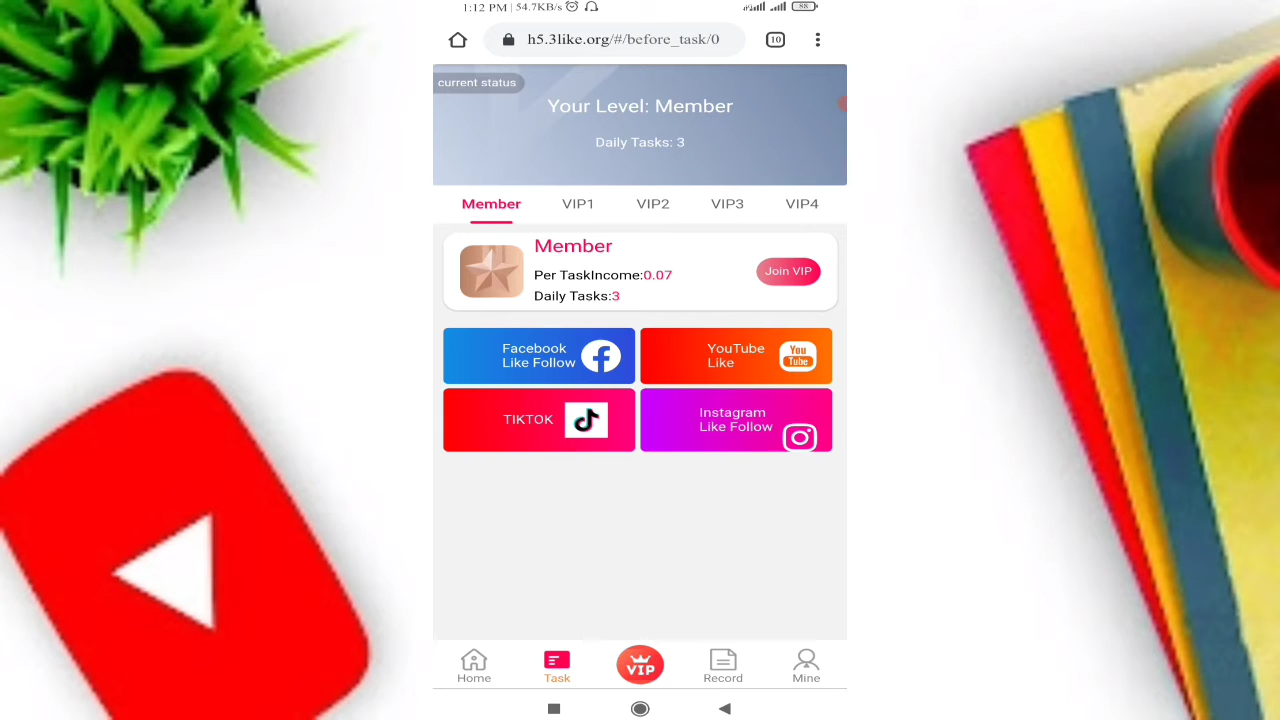 1:12 PM | 54.7KB/s
88
h5.3like.org/#/before_task/0
10
current status
Your Level: Member
Daily Tasks: 3
Member VIP1 VIP2 VIP3 VIP4
Member
Per TaskIncome:0.07
Daily Tasks:3
Join VIP
Facebook
Like Follow
YouTube
Like
You
Tube
TIKTOK
Instagram
Like Follow
VIP
Home Task Record Mine